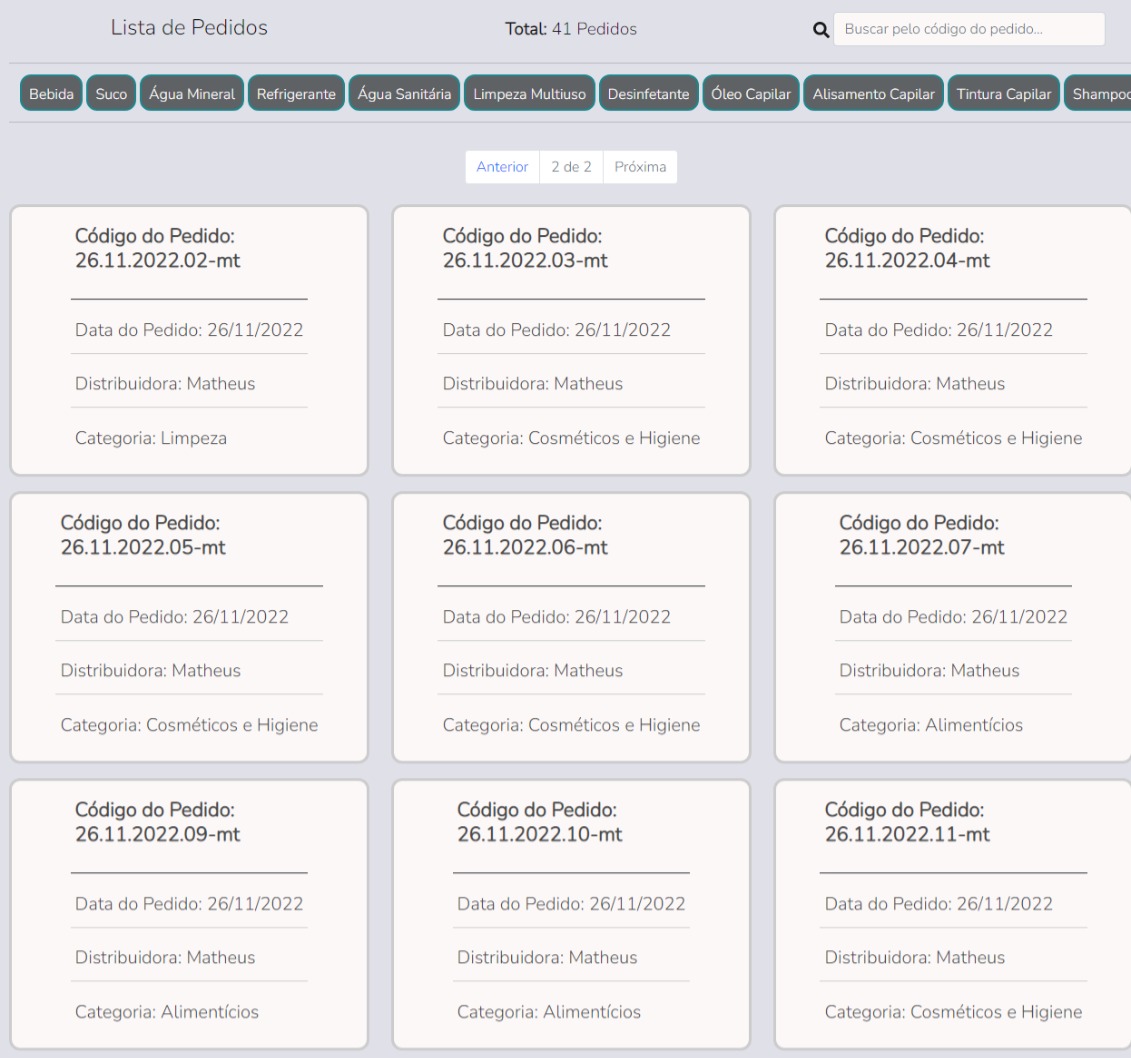 Lista de Pedidos
Total: 41 Pedidos
Buscar pelo código do pedido...
Bebida Suco Água Mineral Refrigerante Água Sanitária Limpeza Multiuso Desinfetante Óleo Capilar Alisamento Capilar Tintura Capilar Shampoo
Anterior 2 de 2 Próxima
Código do Pedido:
26.11.2022.02-mt
Data do Pedido: 26/11/2022
Distribuidora: Matheus
Categoria: Limpeza
Código do Pedido:
26.11.2022.03-mt
Data do Pedido: 26/11/2022
Distribuidora: Matheus
Categoria: Cosméticos e Higiene
Código do Pedido:
26.11.2022.04-mt
Data do Pedido: 26/11/2022
Distribuidora: Matheus
Categoria: Cosméticos e Higiene
Código do Pedido:
26.11.2022.05-mt
Data do Pedido: 26/11/2022
Distribuidora: Matheus
Categoria: Cosméticos e Higiene
Código do Pedido:
26.11.2022.06-mt
Data do Pedido: 26/11/2022
Distribuidora: Matheus
Categoria: Cosméticos e Higiene
Código do Pedido:
26.11.2022.07-mt
Data do Pedido: 26/11/2022
Distribuidora: Matheus
Categoria: Alimentícios
Código do Pedido:
26.11.2022.09-mt
Data do Pedido: 26/11/2022
Distribuidora: Matheus
Categoria: Alimentícios
Código do Pedido:
26.11.2022.10-mt
Data do Pedido: 26/11/2022
Distribuidora: Matheus
Categoria: Alimentícios
Código do Pedido:
26.11.2022.11-mt
Data do Pedido: 26/11/2022
Distribuidora: Matheus
Categoria: Cosméticos e Higiene